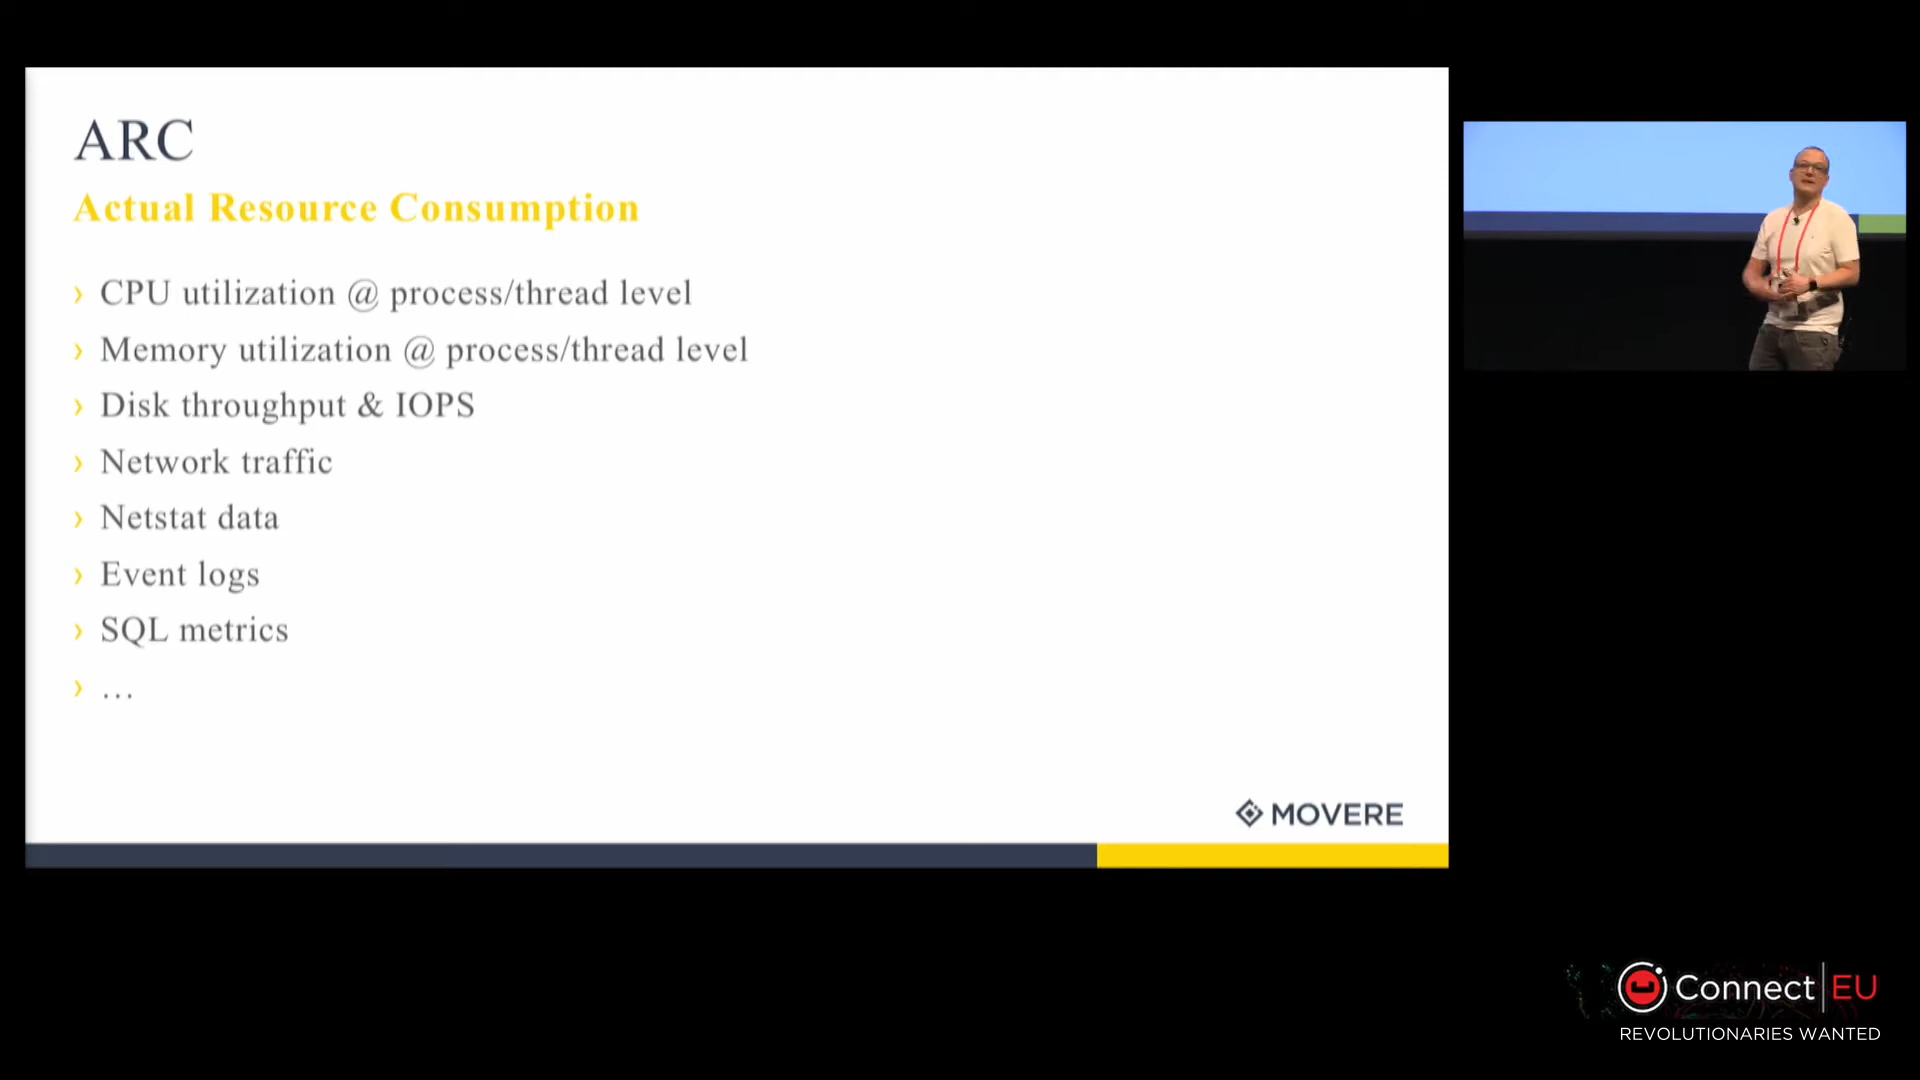 ARC
Actual Resource Consumption
› CPU utilization @ process/thread level
› Memory utilization @ process/thread level
› Disk throughput & IOPS
› Network traffic
› Netstat data
› Event logs
› SQL metrics
› …
MOVERE
Connect|EU
REVOLUTIONARIES WANTED